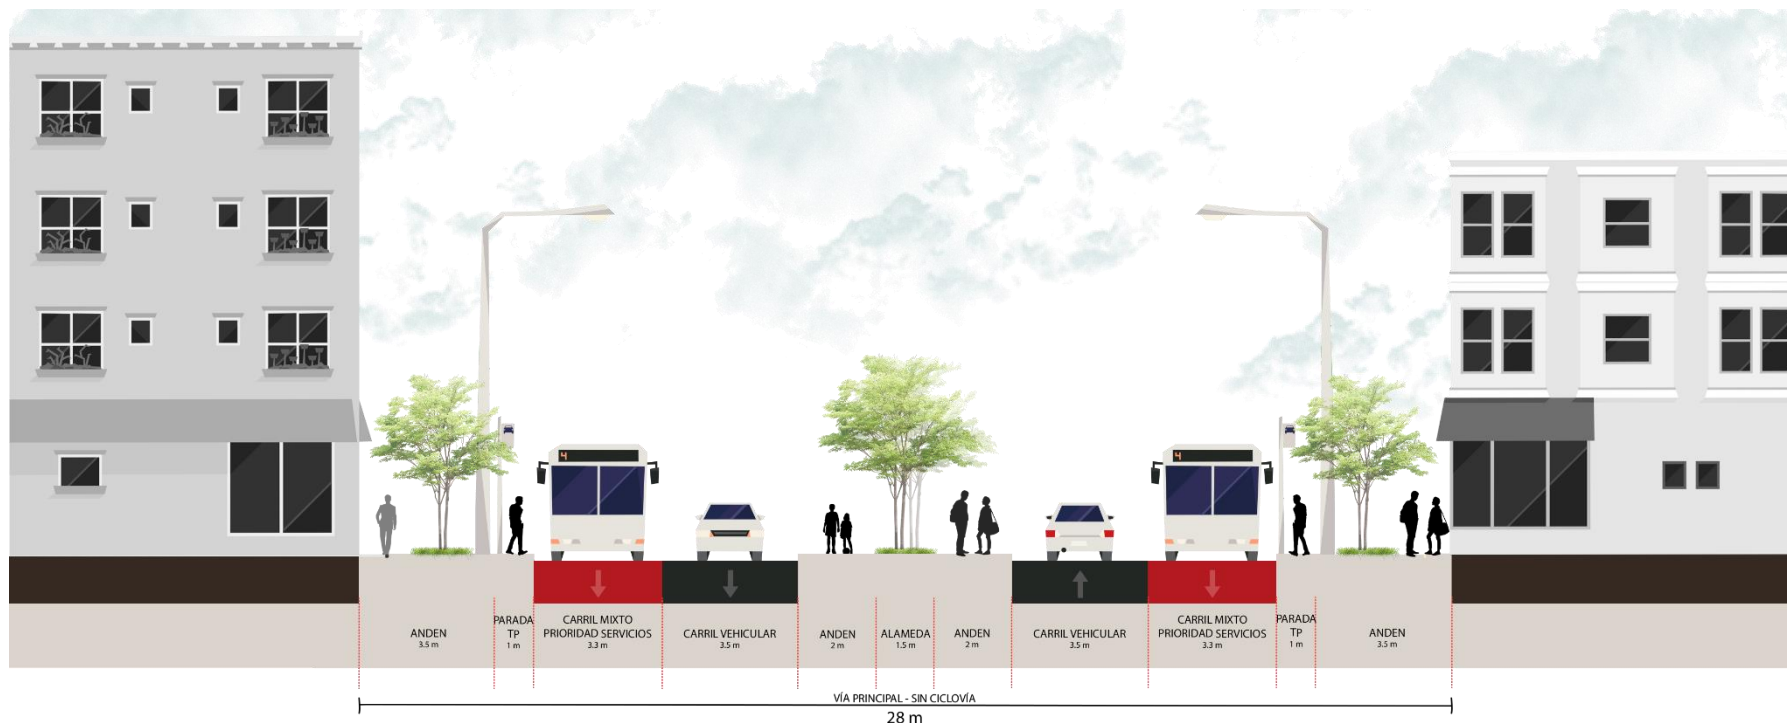 4
4
ANDEN
3.5 m
PARADA
TP
1 m
CARRIL MIXTO
PRIORIDAD SERVICIOS
3.3 m
CARRIL VEHICULAR
3.5 m
ANDEN
2 m
ALAMEDA
1.5 m
ANDEN
2 m
CARRIL VEHICULAR
3.5 m
CARRIL MIXTO
PRIORIDAD SERVICIOS
3.3 m
PARADA
TP
1 m
ANDEN
3.5 m
VÍA PRINCIPAL - SIN CICLOVÍA
28 m